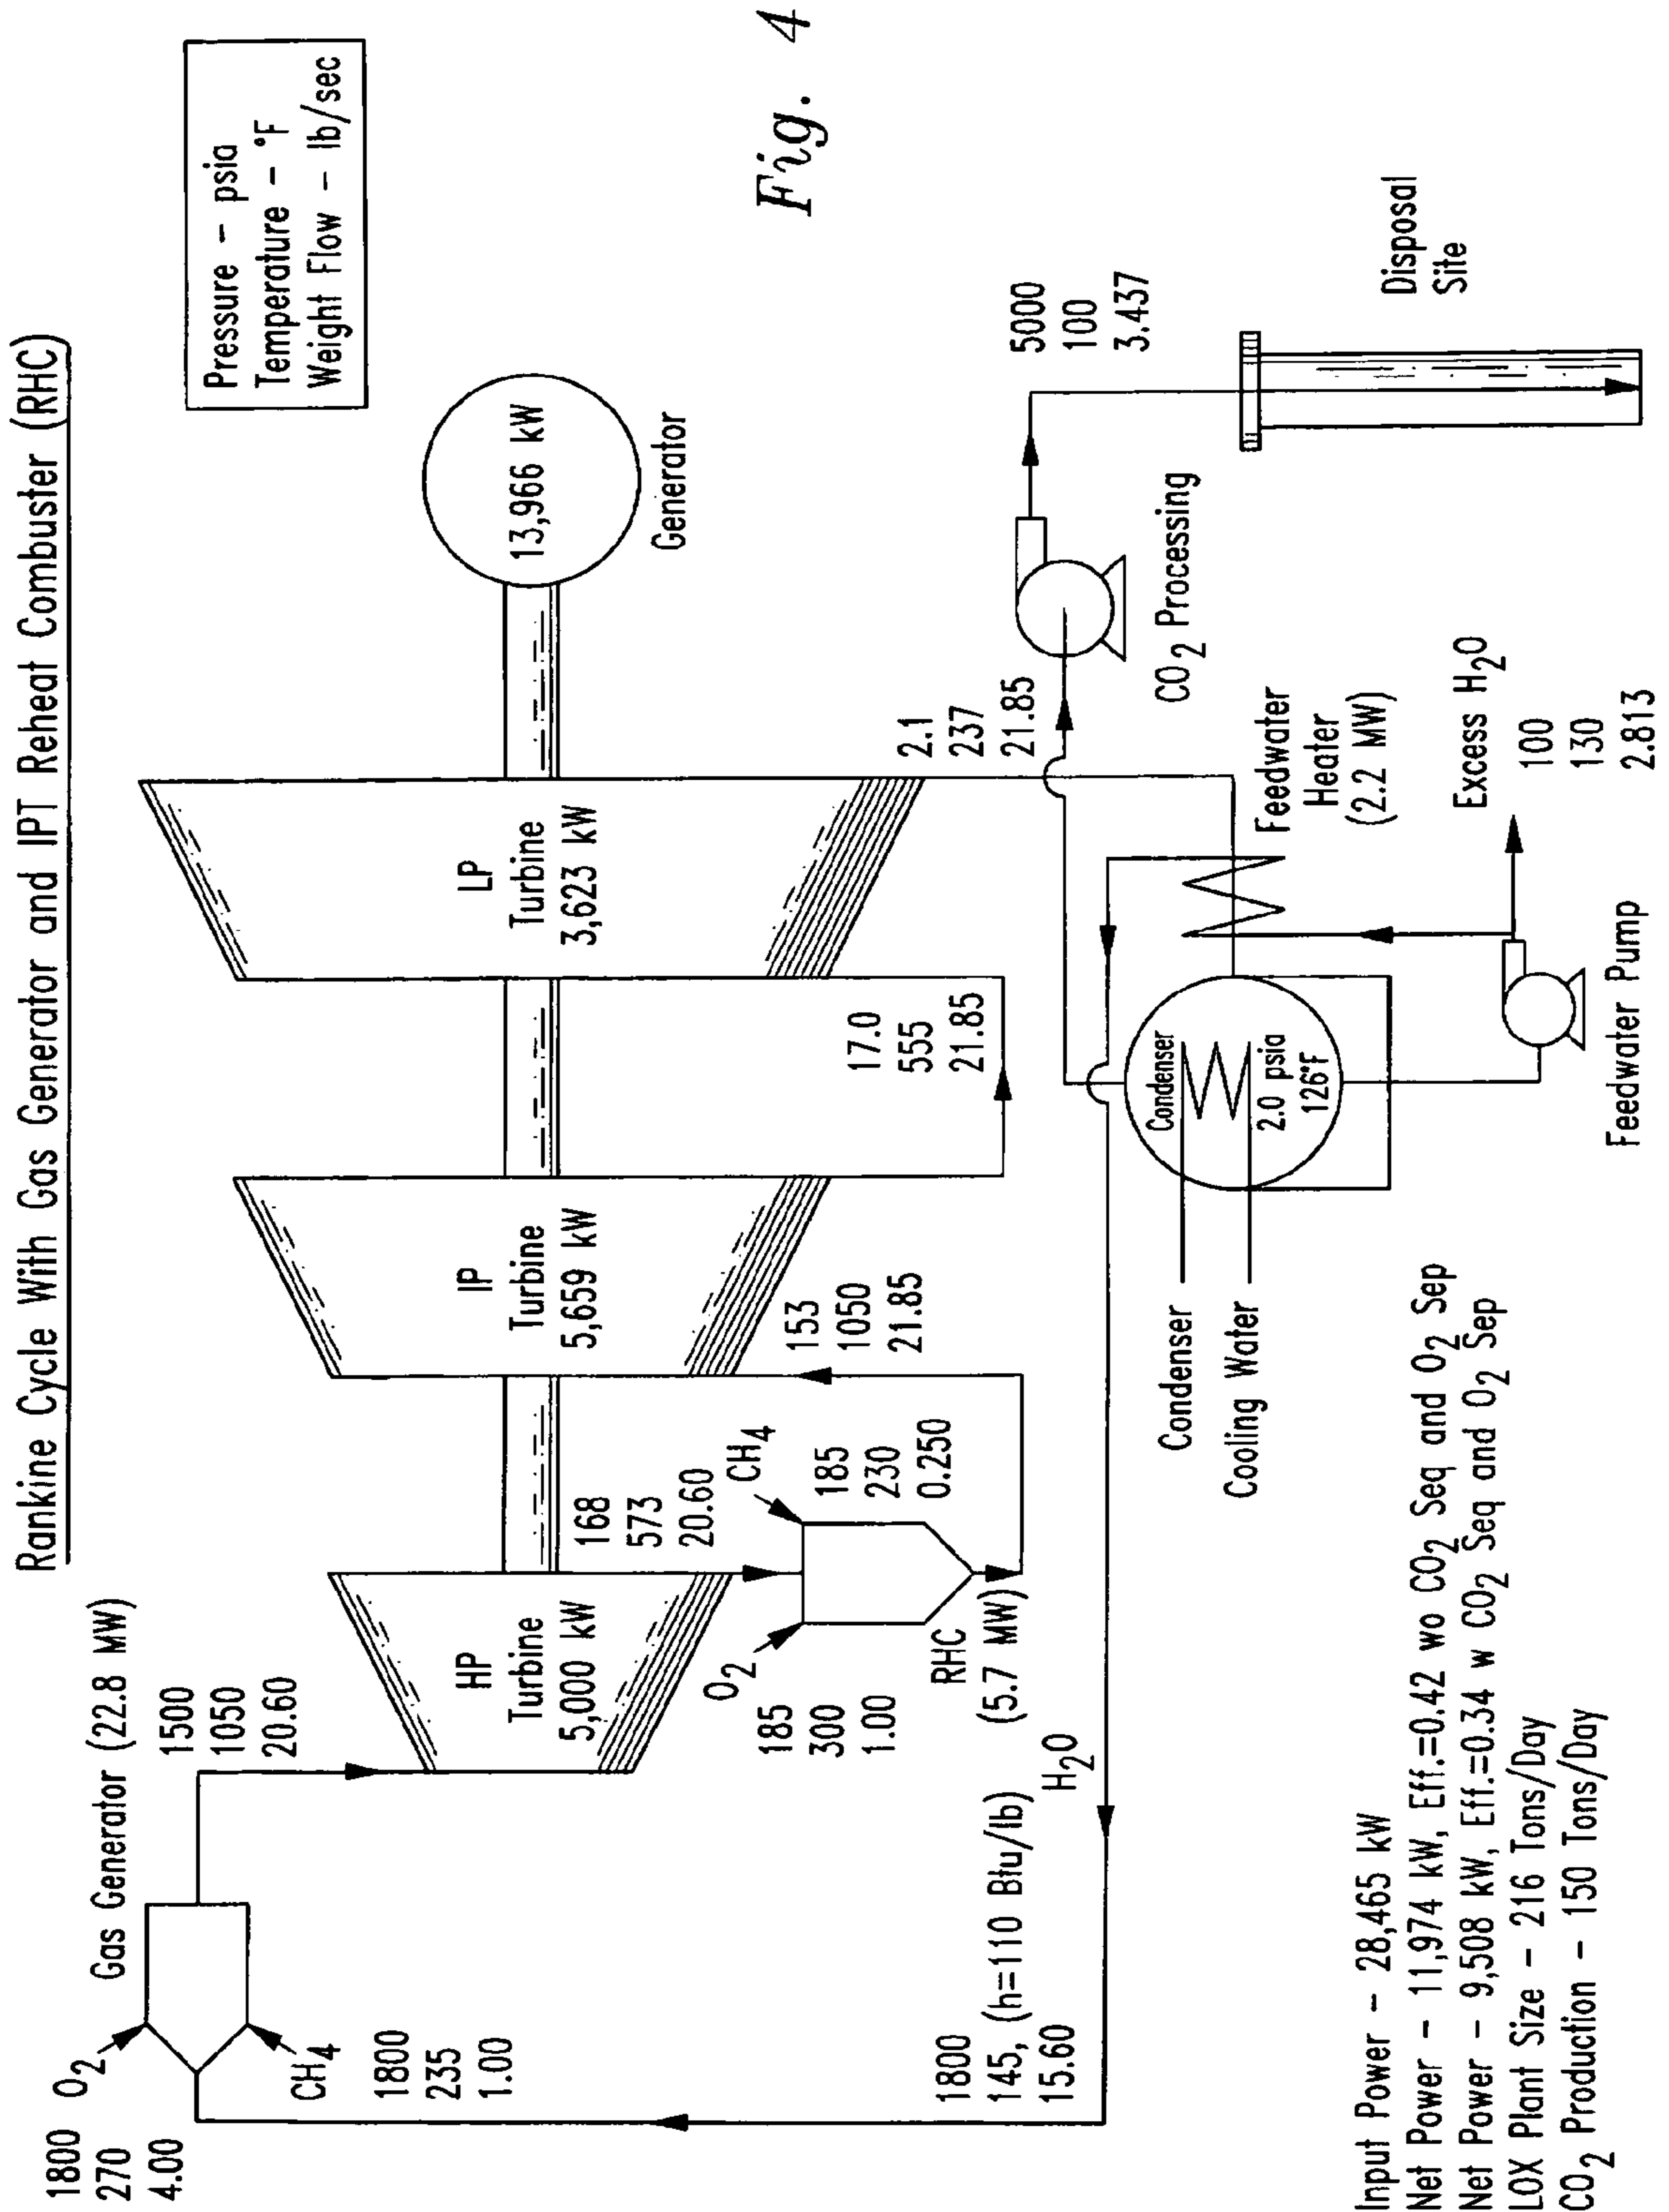 Rankine Cycle With Gas Generator and IPT Reheat Combuster (RHC)
Pressure – psia
Temperature – °F
Weight Flow – lb/sec
1800
270
4.00
O2
Gas Generator (22.8 MW)
CH4
1800
235
1.00
1500
1050
20.60
HP
Turbine
5,000 kW
IP
Turbine
5,659 kW
LP
Turbine
3,623 kW
13,966 kW
Generator
168
573
20.60
O2
185
300
1.00
CH4
185
230
0.250
RHC
(5.7 MW)
153
1050
21.85
17.0
555
21.85
2.1
237
21.85
Fig. 4
1800
145, (h=110 Btu/lb)
15.60
H2O
Condenser
Cooling Water
Condenser
2.0 psia
126°F
Feedwater
Heater
(2.2 MW)
CO2 Processing
5000
100
3.437
Disposal
Site
Excess H2O
100
130
2.813
Feedwater Pump
Input Power – 28,465 kW
Net Power – 11,974 kW, Eff.=0.42 wo CO2 Seq and O2 Sep
Net Power – 9,508 kW, Eff.=0.34 w CO2 Seq and O2 Sep
LOX Plant Size – 216 Tons/Day
CO2 Production – 150 Tons/Day